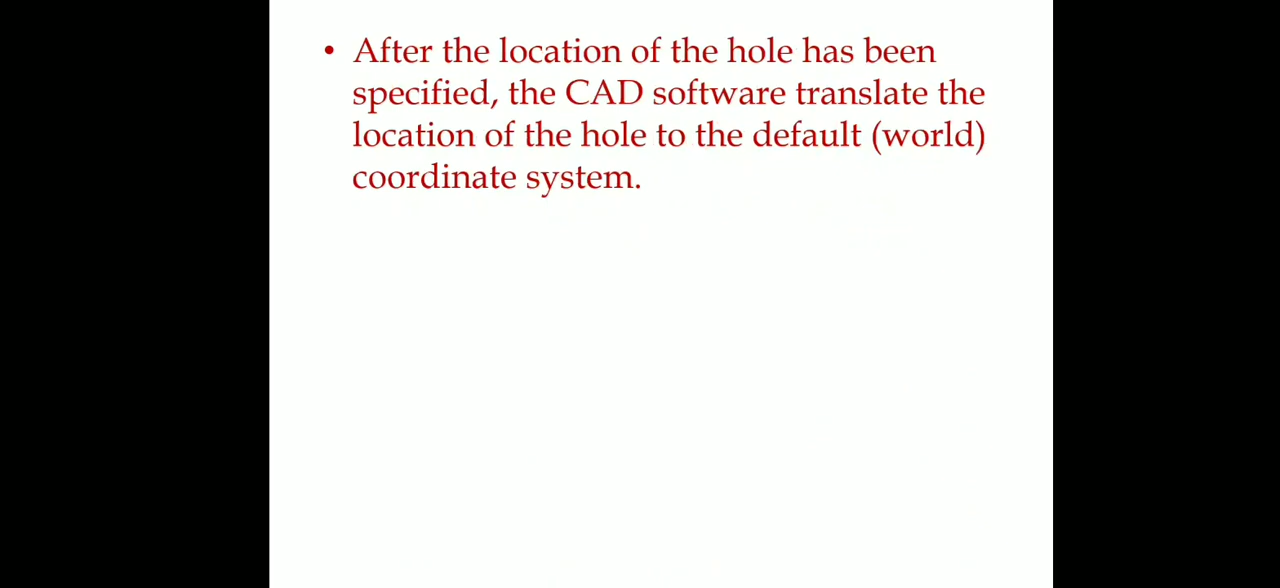 • After the location of the hole has been
specified, the CAD software translate the
location of the hole to the default (world)
coordinate system.